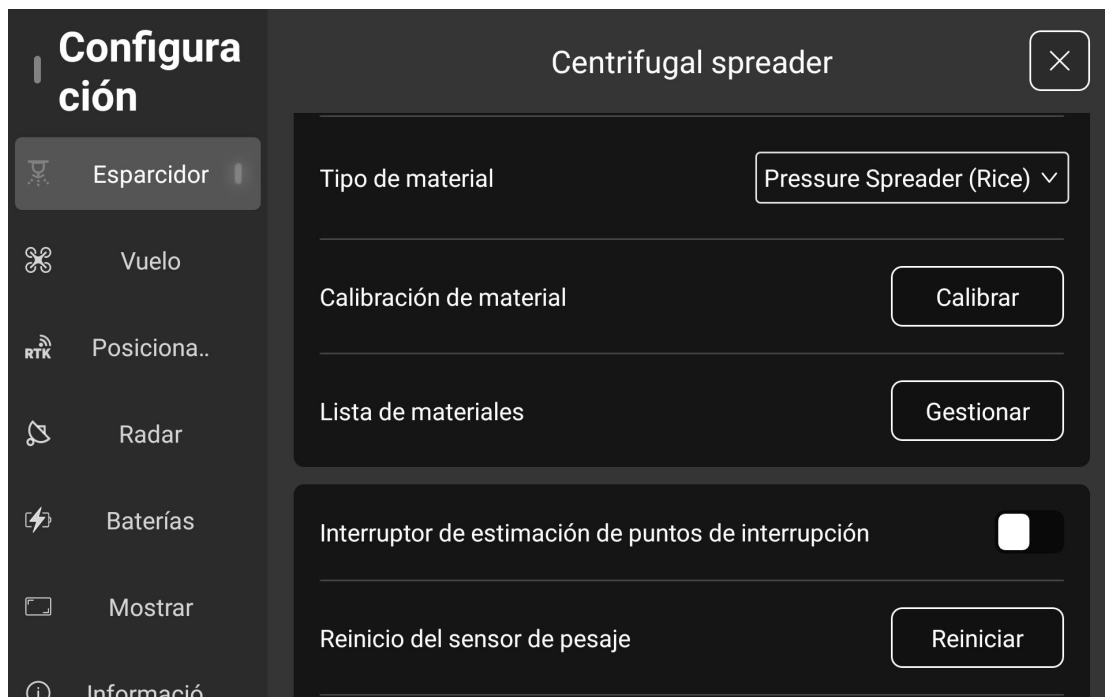 Configura
ción
Centrifugal spreader
Esparcidor
Tipo de material
Pressure Spreader (Rice)
Vuelo
Calibración de material
Calibrar
RTK
Posiciona..
Lista de materiales
Gestionar
Radar
Baterías
Interruptor de estimación de puntos de interrupción
Mostrar
Reinicio del sensor de pesaje
Reiniciar
Informació